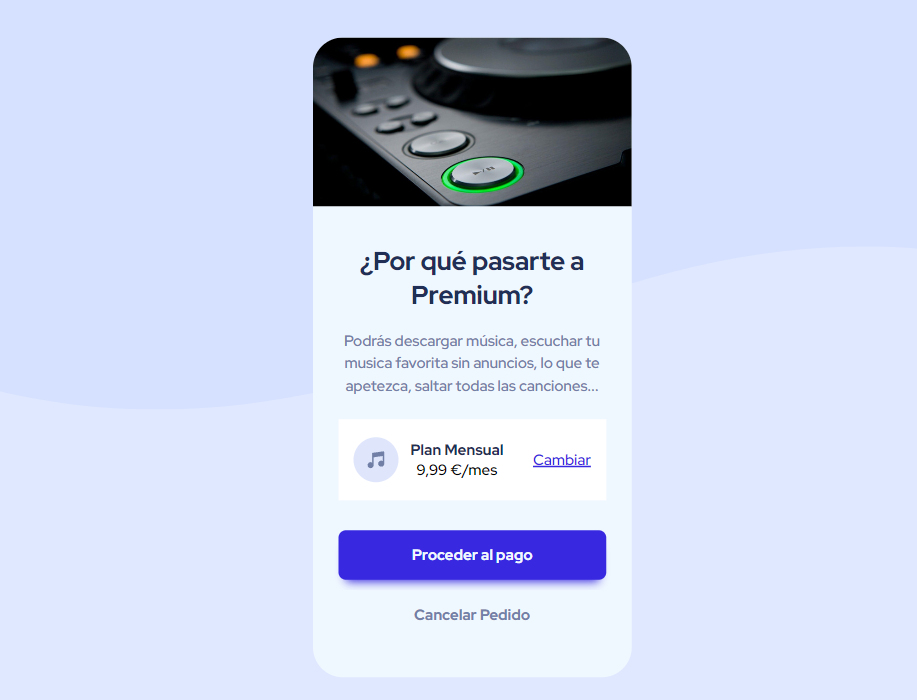 ¿Por qué pasarte a
Premium?
Podrás descargar música, escuchar tu
musica favorita sin anuncios, lo que te
apetezca, saltar todas las canciones...
Plan Mensual
9,99 €/mes
Cambiar
Proceder al pago
Cancelar Pedido